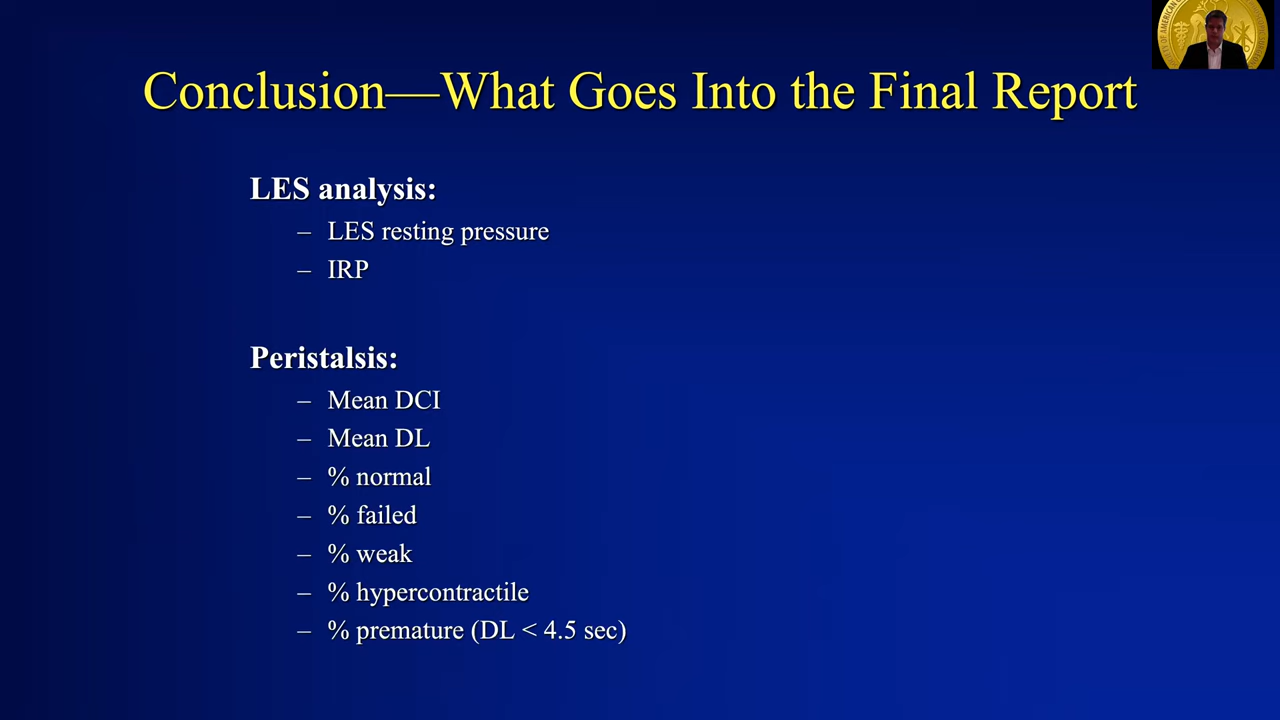 Conclusion—What Goes Into the Final Report
LES analysis:
– LES resting pressure
– IRP
Peristalsis:
– Mean DCI
– Mean DL
– % normal
– % failed
– % weak
– % hypercontractile
– % premature (DL < 4.5 sec)